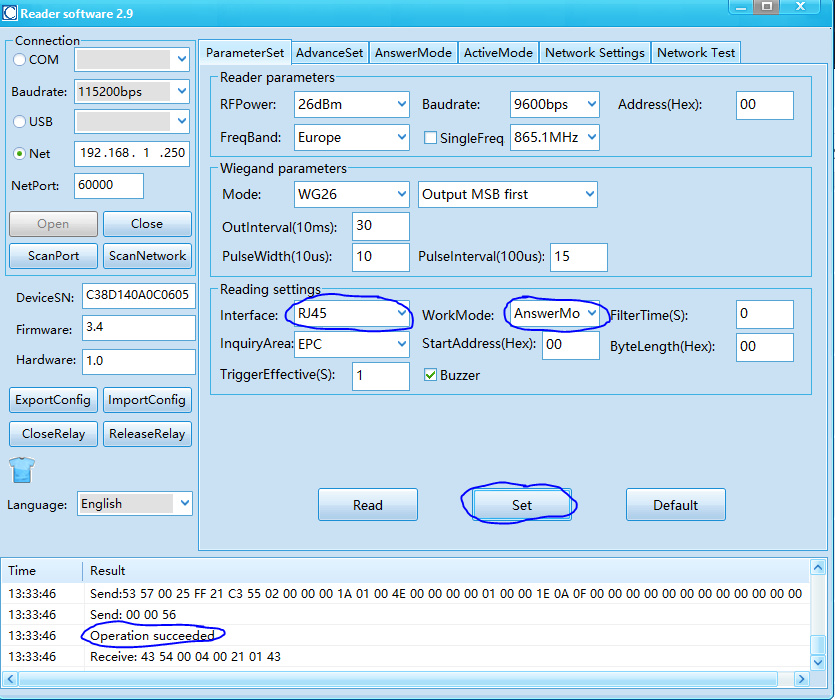 Reader software 2.9
Connection
COM
Baudrate: 115200bps
USB
Net 192.168. 1 .250
NetPort: 60000
Open Close
ScanPort ScanNetwork
DeviceSN: C38D140A0C0605
Firmware: 3.4
Hardware: 1.0
ExportConfig ImportConfig
CloseRelay ReleaseRelay
Language: English
ParameterSet AdvanceSet AnswerMode ActiveMode Network Settings Network Test
Reader parameters
RFPower: 26dBm Baudrate: 9600bps Address(Hex): 00
FreqBand: Europe SingleFreq 865.1MHz
Wiegand parameters
Mode: WG26 Output MSB first
OutInterval(10ms): 30
PulseWidth(10us): 10 PulseInterval(100us): 15
Reading settings
Interface: RJ45 WorkMode: AnswerMo FilterTime(S): 0
InquiryArea: EPC StartAddress(Hex): 00 ByteLength(Hex): 00
TriggerEffective(S): 1 Buzzer
Read Set Default
Time Result
13:33:46 Send:53 57 00 25 FF 21 C3 55 02 00 00 00 1A 01 00 4E 00 00 00 00 01 00 00 1E 0A 0F 00 00 00 00 00 00 00 00 00 00 00 00
13:33:46 Send: 00 00 56
13:33:46 Operation succeeded
13:33:46 Receive: 43 54 00 04 00 21 01 43